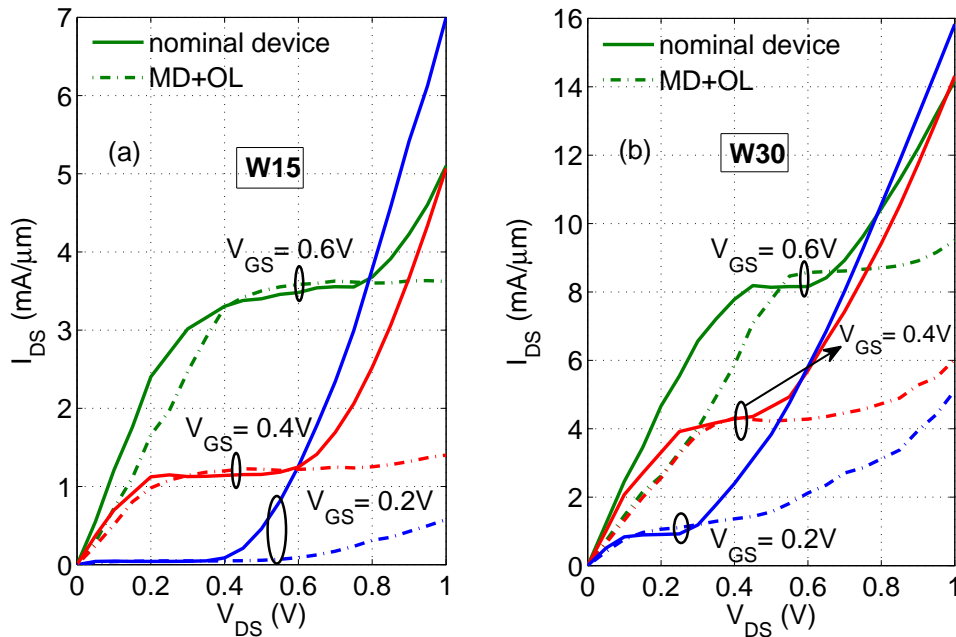 7
6
5
4
3
2
1
0
0
0.2
0.4
0.6
0.8
1
I_DS (mA/μm)
V_DS (V)
nominal device
MD+OL
(a)
W15
V_GS= 0.6V
V_GS= 0.4V
V_GS= 0.2V
16
14
12
10
8
6
4
2
0
0
0.2
0.4
0.6
0.8
1
I_DS (mA/μm)
V_DS (V)
nominal device
MD+OL
(b)
W30
V_GS= 0.6V
V_GS= 0.4V
V_GS= 0.2V